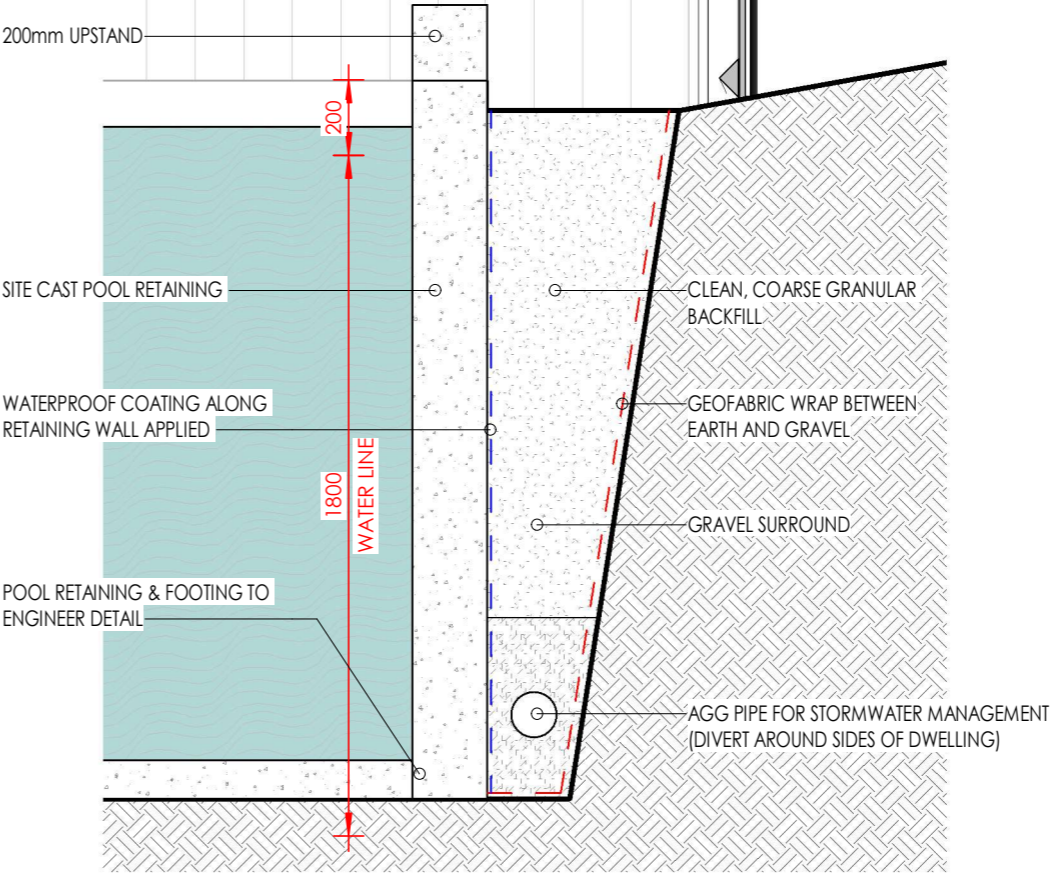 200mm UPSTAND
200
SITE CAST POOL RETAINING
CLEAN, COARSE GRANULAR
BACKFILL
WATERPROOF COATING ALONG
RETAINING WALL APPLIED
GEOFABRIC WRAP BETWEEN
EARTH AND GRAVEL
1800
WATER LINE
GRAVEL SURROUND
POOL RETAINING & FOOTING TO
ENGINEER DETAIL
AGG PIPE FOR STORMWATER MANAGEMENT
(DIVERT AROUND SIDES OF DWELLING)